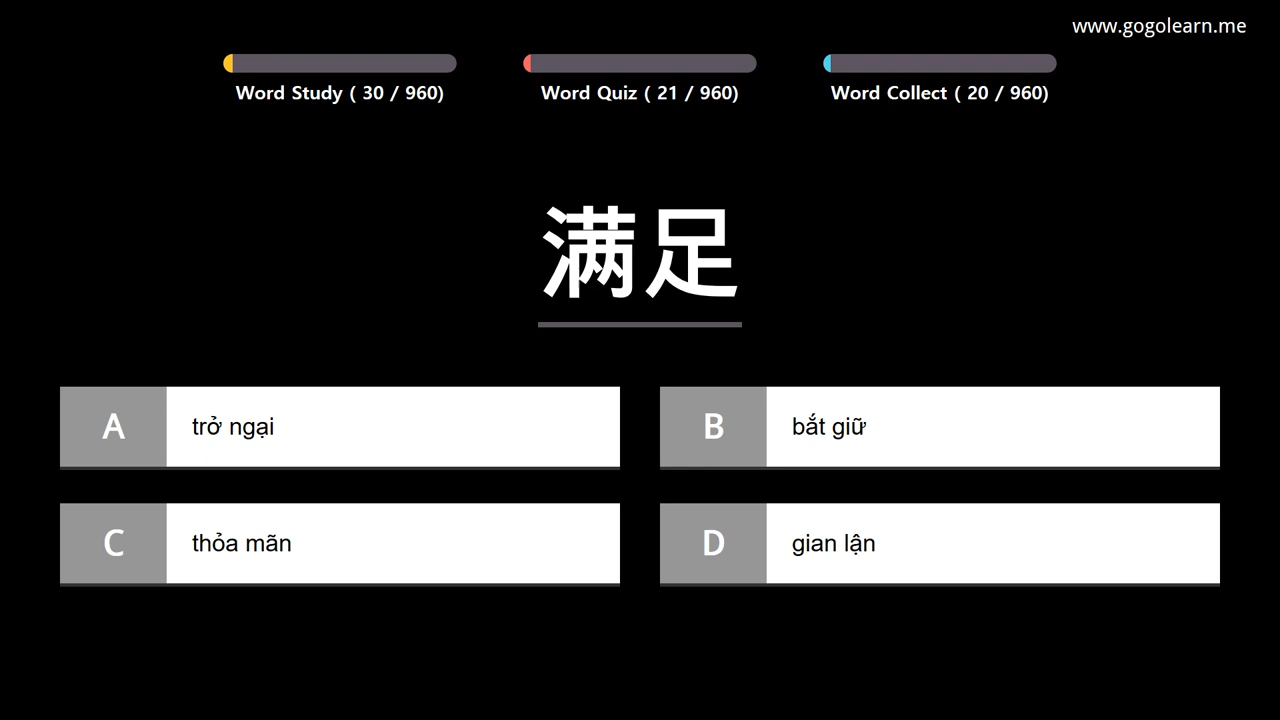 www.gogolearn.me
Word Study ( 30 / 960)
Word Quiz ( 21 / 960)
Word Collect ( 20 / 960)
满足
A trở ngại
B bắt giữ
C thỏa mãn
D gian lận